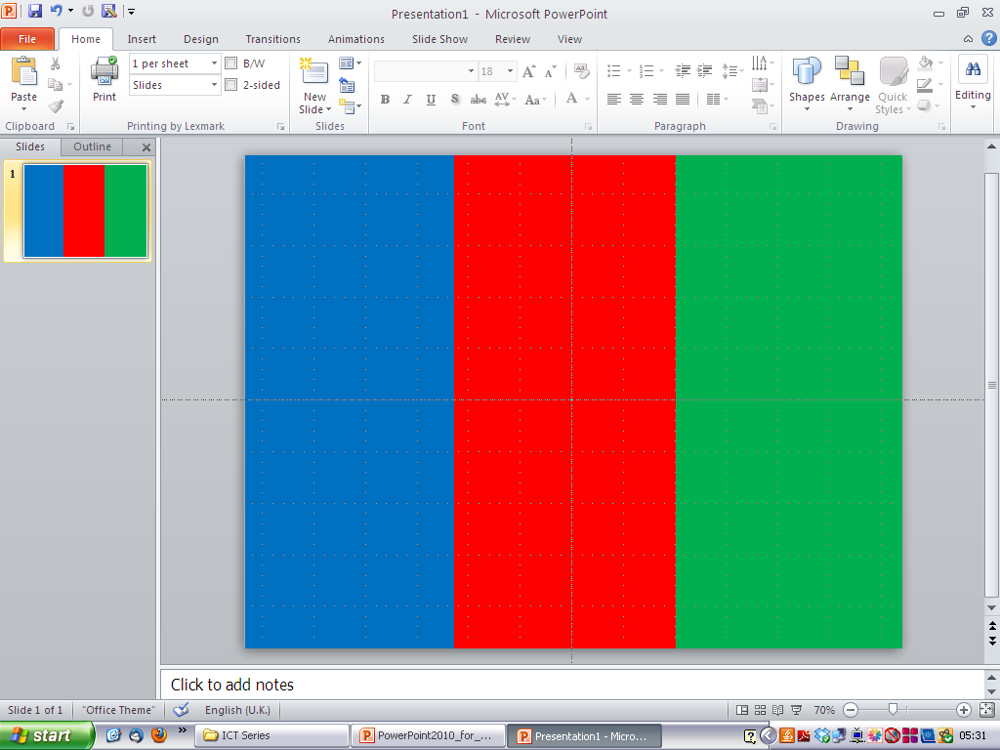 Presentation1 - Microsoft PowerPoint
File Home Insert Design Transitions Animations Slide Show Review View
Paste
Clipboard
Print
1 per sheet
Slides
B/W
2-sided
Printing by Lexmark
New
Slide
Slides
18
B I U S abc AV Aa A
Font
Paragraph
Shapes Arrange Quick
Styles
Drawing
Editing
Slides Outline
1
Click to add notes
Slide 1 of 1 "Office Theme" English (U.K.) 70%
start ICT Series PowerPoint2010_for_... Presentation1 - Micro... 05:31